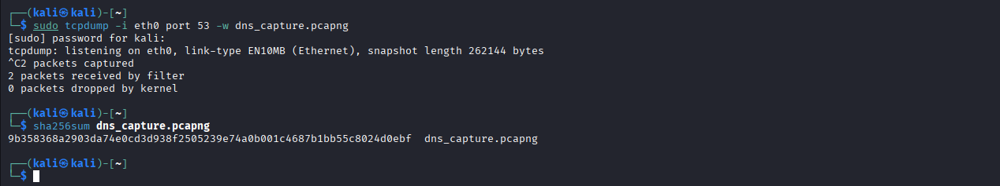 ┌──(kali㉿kali)-[~]
└─$ sudo tcpdump -i eth0 port 53 -w dns_capture.pcapng
[sudo] password for kali:
tcpdump: listening on eth0, link-type EN10MB (Ethernet), snapshot length 262144 bytes
^C2 packets captured
2 packets received by filter
0 packets dropped by kernel
┌──(kali㉿kali)-[~]
└─$ sha256sum dns_capture.pcapng
9b358368a2903da74e0cd3d938f2505239e74a0b001c4687b1bb55c8024d0ebf  dns_capture.pcapng
┌──(kali㉿kali)-[~]
└─$